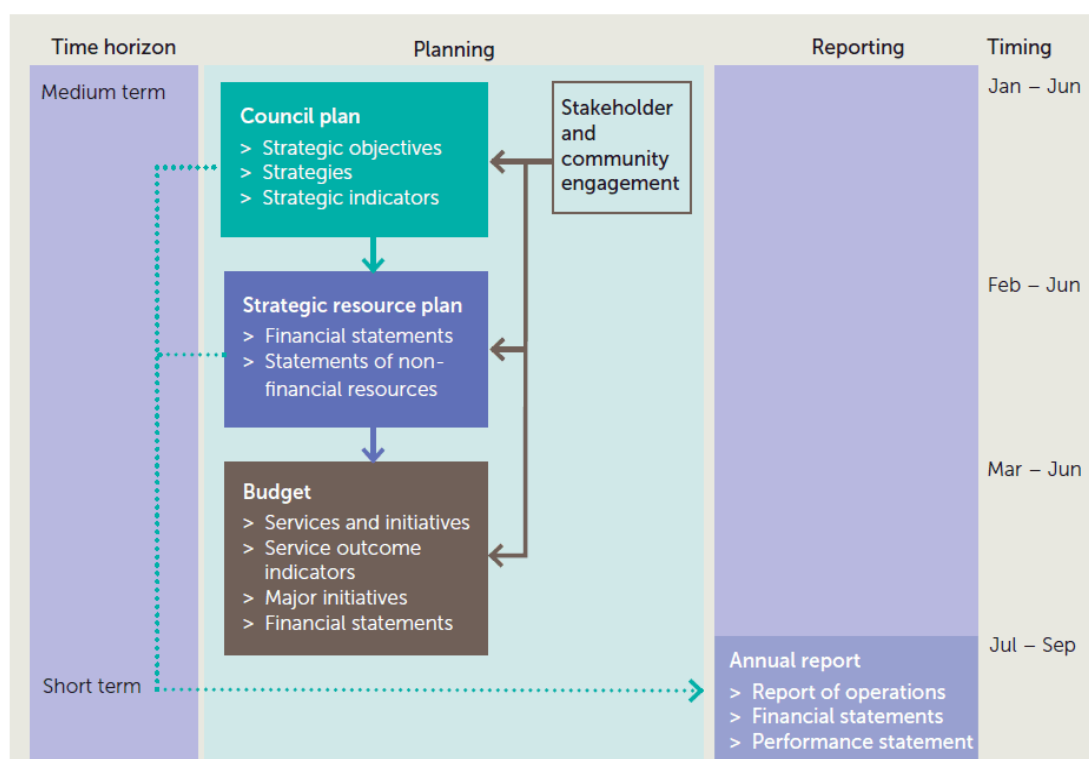 Time horizon
Planning
Reporting
Timing
Medium term
Jan – Jun
Council plan
> Strategic objectives
> Strategies
> Strategic indicators
Stakeholder
and
community
engagement
Feb – Jun
Strategic resource plan
> Financial statements
> Statements of non-
financial resources
Mar – Jun
Budget
> Services and initiatives
> Service outcome
indicators
> Major initiatives
> Financial statements
Jul – Sep
Short term
Annual report
> Report of operations
> Financial statements
> Performance statement